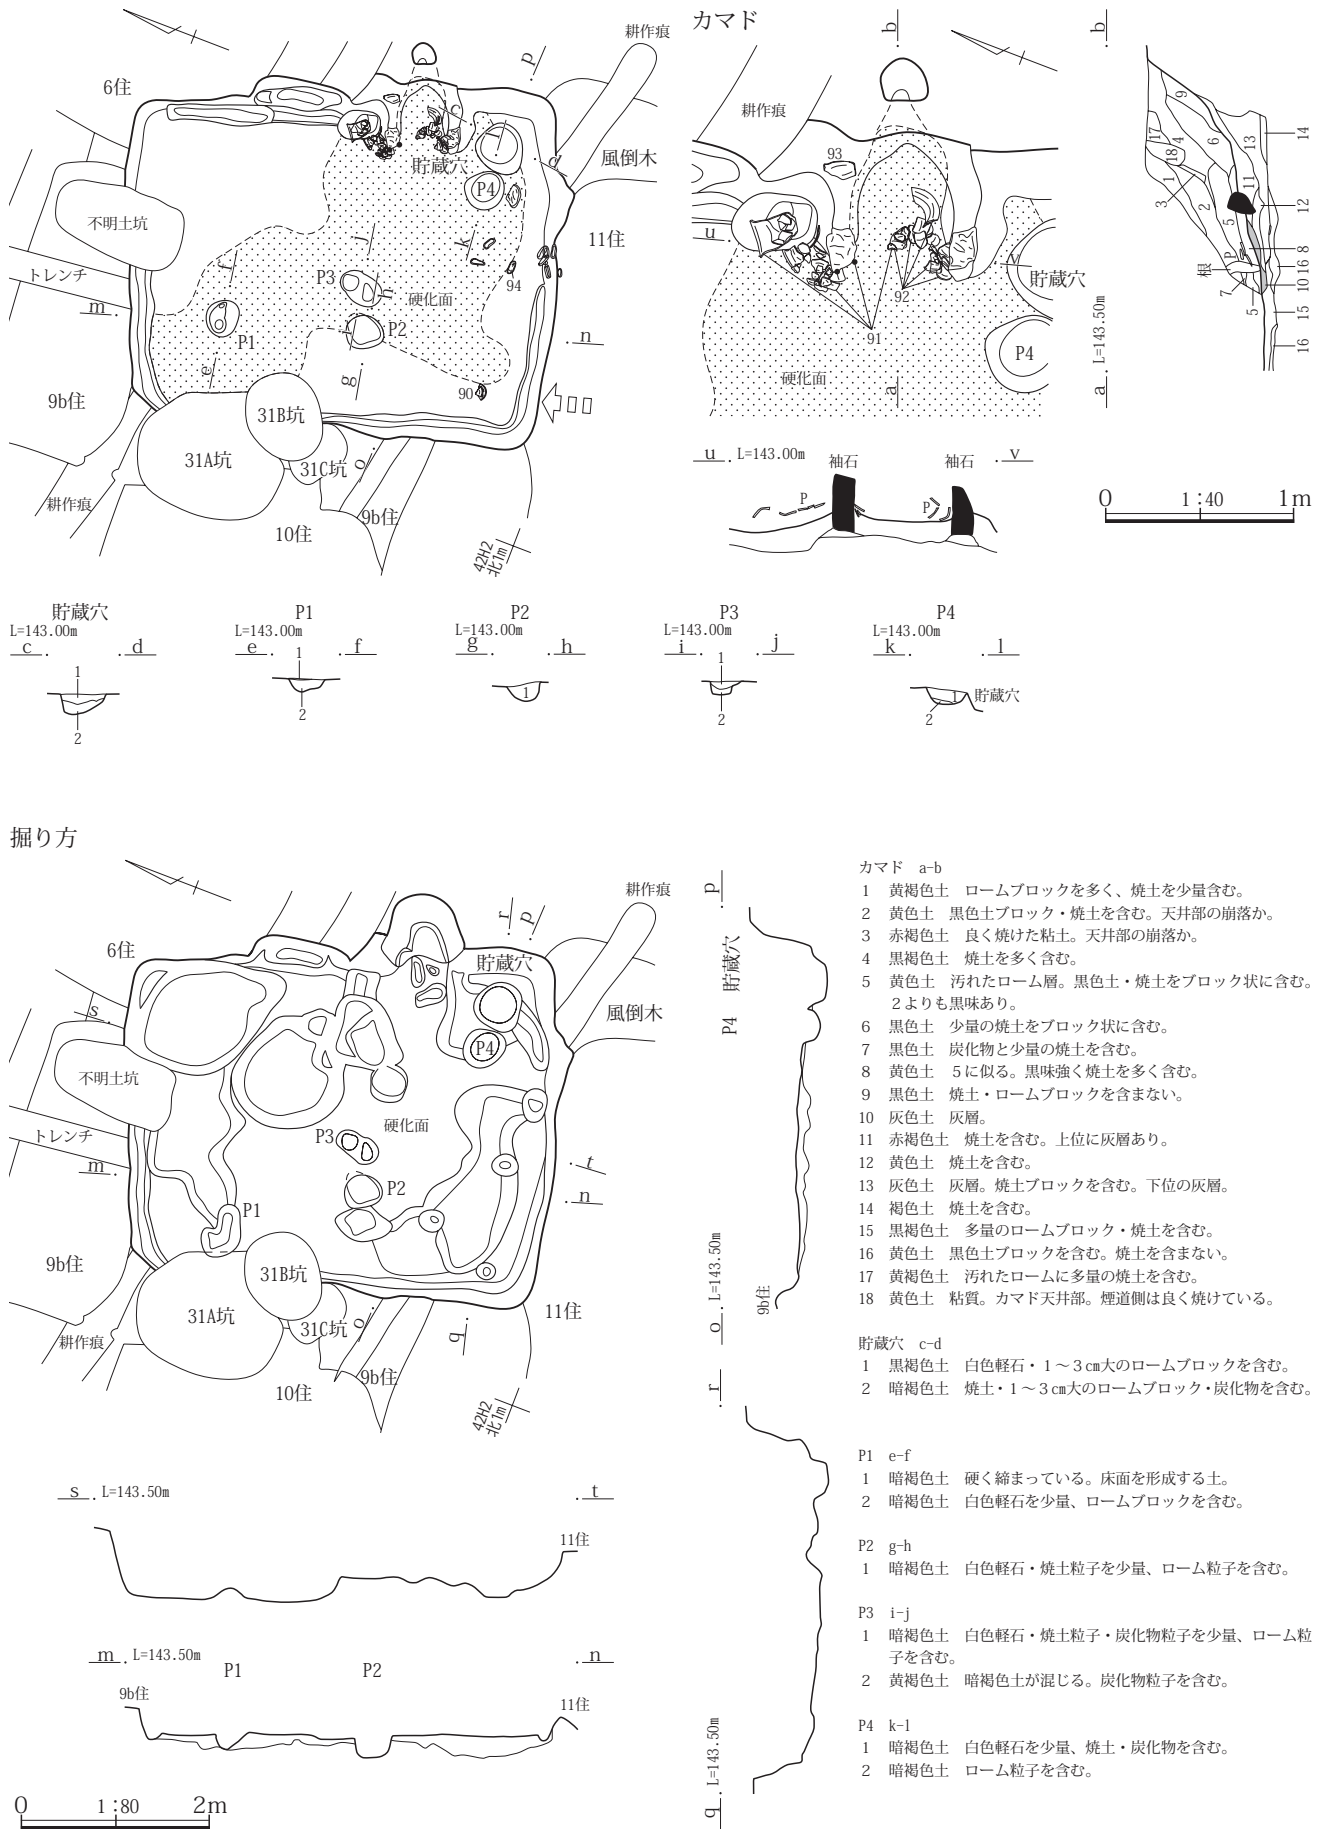 カマド
耕作痕
p
6住
c
貯蔵穴
d
風倒木
P4
不明土坑
11住
j
k
f
P3
h
94
硬化面
トレンチ
m
n
P1
i
P2
e
g
90
9b住
31B坑
31A坑
31C坑
o
耕作痕
9b住
10住
42H2
北1m
b
耕作痕
93
u
v
貯蔵穴
92
91
P4
硬化面
a
b
9
17
4
6
13
14
18
1
11
3
2
12
5
P
8
根
16
7
10
5
15
16
a L=143.50m
u L=143.00m
v
袖石
袖石
P
P
0 1:40 1m
貯蔵穴
L=143.00m
c d
1
2
P1
L=143.00m
e f
1
2
P2
L=143.00m
g h
1
P3
L=143.00m
i j
1
2
P4
L=143.00m
k l
1 貯蔵穴
2
掘り方
耕作痕
r p
6住
貯蔵穴
s
風倒木
P4
不明土坑
硬化面
トレンチ
P3
t
m
n
P2
P1
9b住
31B坑
31A坑
31C坑
o
q
11住
耕作痕
9b住
10住
42H2
北1m
s L=143.50m
t
11住
m L=143.50m
n
P1 P2
9b住
11住
0 1:80 2m
p
貯蔵穴
P4
9b住
o L=143.50m
r
q L=143.50m
カマド a-b
1 黄褐色土 ロームブロックを多く、焼土を少量含む。
2 黄色土 黒色土ブロック・焼土を含む。天井部の崩落か。
3 赤褐色土 良く焼けた粘土。天井部の崩落か。
4 黒褐色土 焼土を多く含む。
5 黄色土 汚れたローム層。黒色土・焼土をブロック状に含む。
2よりも黒味あり。
6 黒色土 少量の焼土をブロック状に含む。
7 黒色土 炭化物と少量の焼土を含む。
8 黄色土 5に似る。黒味強く焼土を多く含む。
9 黒色土 焼土・ロームブロックを含まない。
10 灰色土 灰層。
11 赤褐色土 焼土を含む。上位に灰層あり。
12 黄色土 焼土を含む。
13 灰色土 灰層。焼土ブロックを含む。下位の灰層。
14 褐色土 焼土を含む。
15 黒褐色土 多量のロームブロック・焼土を含む。
16 黄色土 黒色土ブロックを含む。焼土を含まない。
17 黄褐色土 汚れたロームに多量の焼土を含む。
18 黄色土 粘質。カマド天井部。煙道側は良く焼けている。
貯蔵穴 c-d
1 黒褐色土 白色軽石・1～3㎝大のロームブロックを含む。
2 暗褐色土 焼土・1～3㎝大のロームブロック・炭化物を含む。
P1 e-f
1 暗褐色土 硬く締まっている。床面を形成する土。
2 暗褐色土 白色軽石を少量、ロームブロックを含む。
P2 g-h
1 暗褐色土 白色軽石・焼土粒子を少量、ローム粒子を含む。
P3 i-j
1 暗褐色土 白色軽石・焼土粒子・炭化物粒子を少量、ローム粒
子を含む。
2 黄褐色土 暗褐色土が混じる。炭化物粒子を含む。
P4 k-l
1 暗褐色土 白色軽石を少量、焼土・炭化物を含む。
2 暗褐色土 ローム粒子を含む。